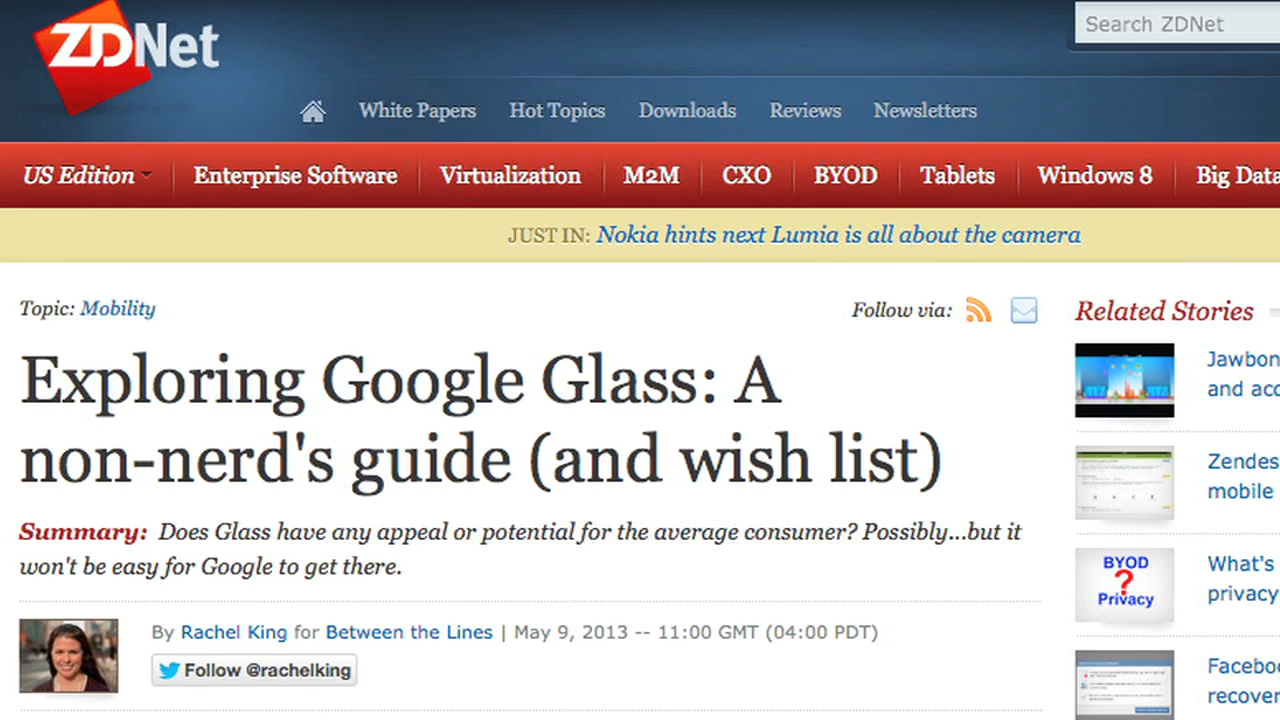 ZDNet
Search ZDNet
White Papers Hot Topics Downloads Reviews Newsletters
US Edition Enterprise Software Virtualization M2M CXO BYOD Tablets Windows 8 Big Data
JUST IN: Nokia hints next Lumia is all about the camera
Topic: Mobility
Follow via:
Exploring Google Glass: A
non-nerd's guide (and wish list)
Summary: Does Glass have any appeal or potential for the average consumer? Possibly...but it
won't be easy for Google to get there.
By Rachel King for Between the Lines | May 9, 2013 -- 11:00 GMT (04:00 PDT)
Follow @rachelking
Related Stories
Jawbon
and acc
Zendes
mobile
BYOD
?
Privacy
What's
privacy
Facebo
recover